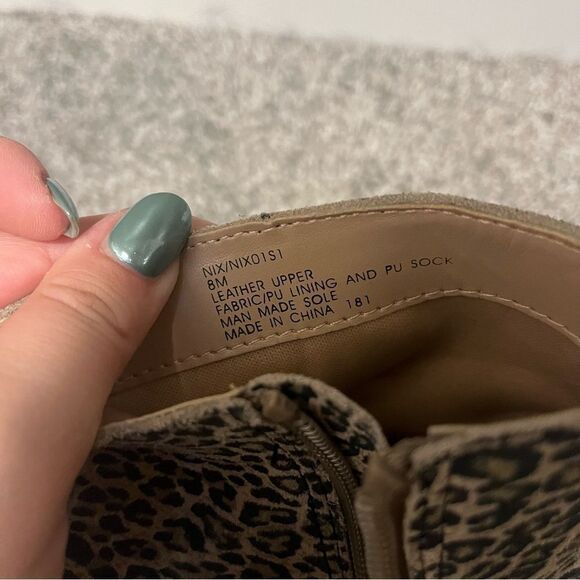 NIX/NIX01S1
8M
LEATHER UPPER
FABRIC/PU LINING AND PU SOCK
MAN MADE SOLE
MADE IN CHINA 181